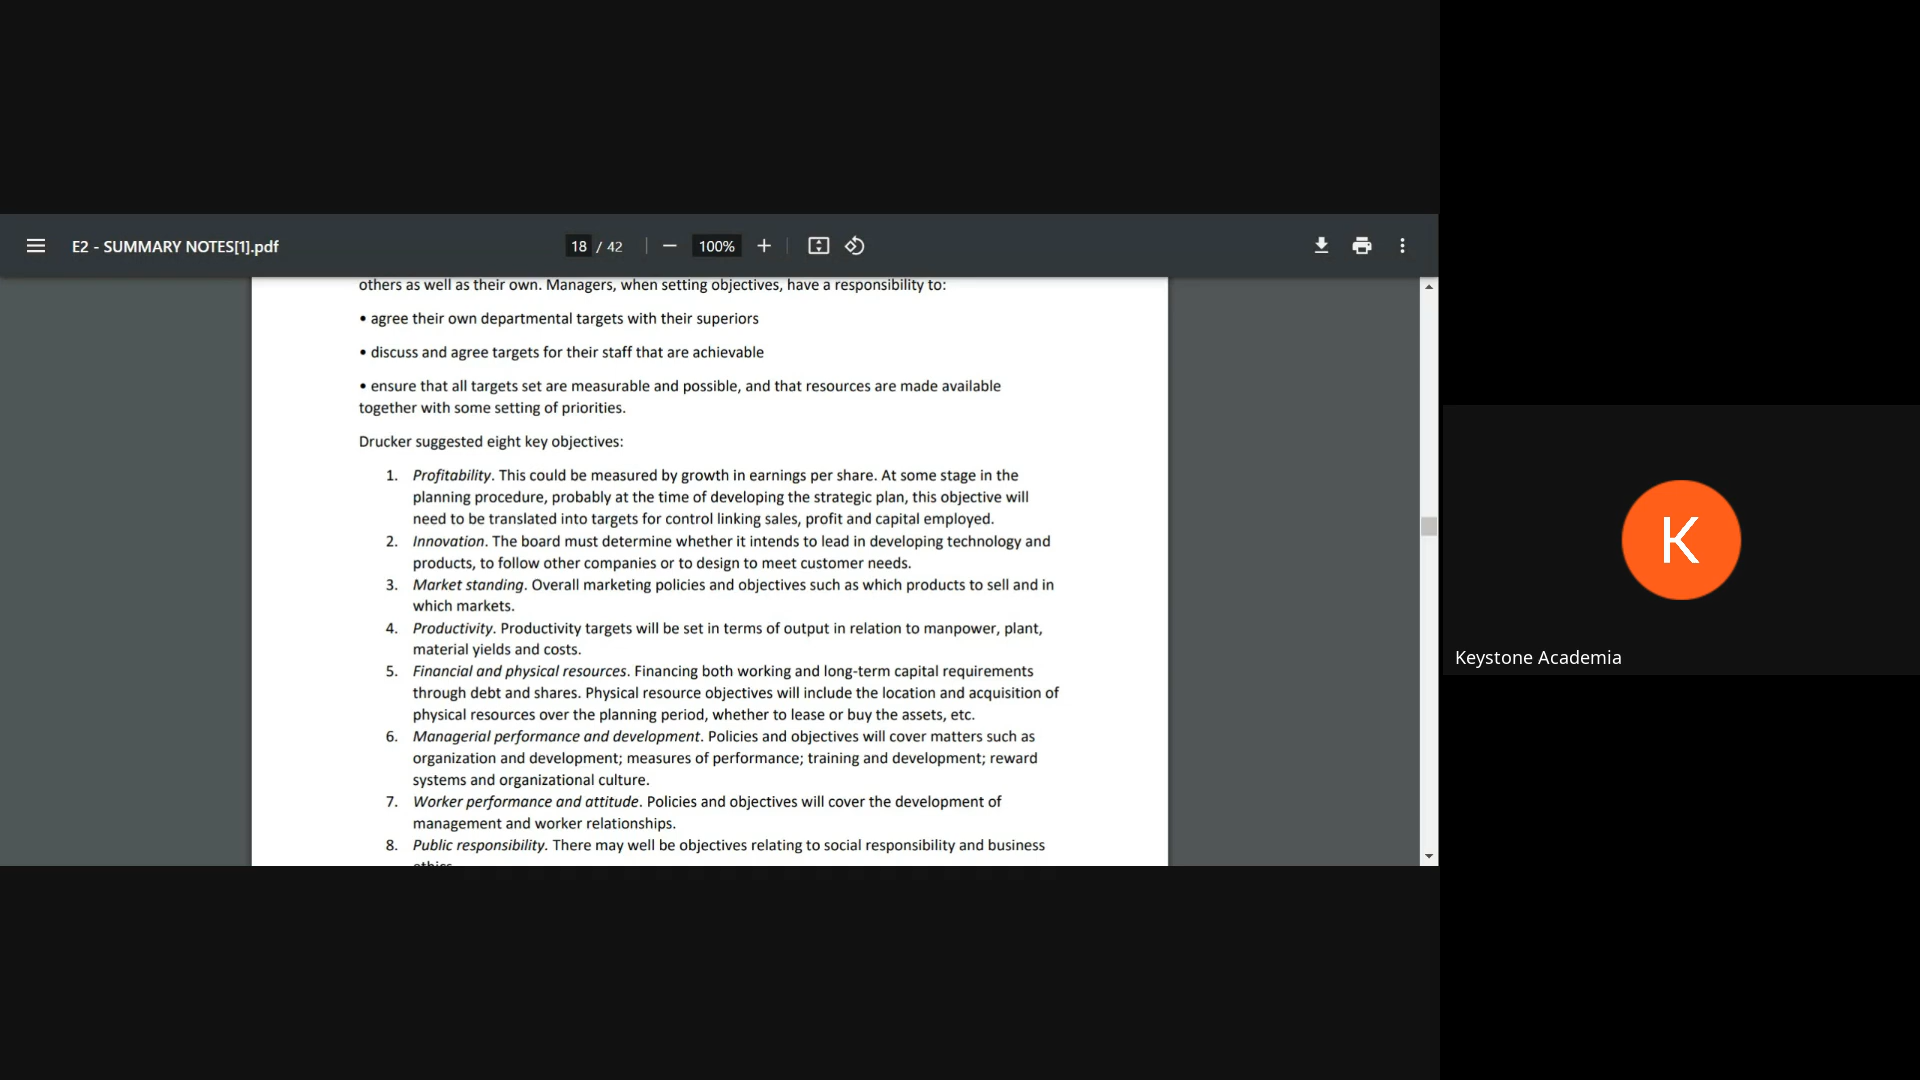 E2 - SUMMARY NOTES[1].pdf
18 / 42
100%
others as well as their own. Managers, when setting objectives, have a responsibility to:
• agree their own departmental targets with their superiors
• discuss and agree targets for their staff that are achievable
• ensure that all targets set are measurable and possible, and that resources are made available
together with some setting of priorities.
Drucker suggested eight key objectives:
1. Profitability. This could be measured by growth in earnings per share. At some stage in the
planning procedure, probably at the time of developing the strategic plan, this objective will
need to be translated into targets for control linking sales, profit and capital employed.
2. Innovation. The board must determine whether it intends to lead in developing technology and
products, to follow other companies or to design to meet customer needs.
3. Market standing. Overall marketing policies and objectives such as which products to sell and in
which markets.
4. Productivity. Productivity targets will be set in terms of output in relation to manpower, plant,
material yields and costs.
5. Financial and physical resources. Financing both working and long-term capital requirements
through debt and shares. Physical resource objectives will include the location and acquisition of
physical resources over the planning period, whether to lease or buy the assets, etc.
6. Managerial performance and development. Policies and objectives will cover matters such as
organization and development; measures of performance; training and development; reward
systems and organizational culture.
7. Worker performance and attitude. Policies and objectives will cover the development of
management and worker relationships.
8. Public responsibility. There may well be objectives relating to social responsibility and business
ethics.
K
Keystone Academia